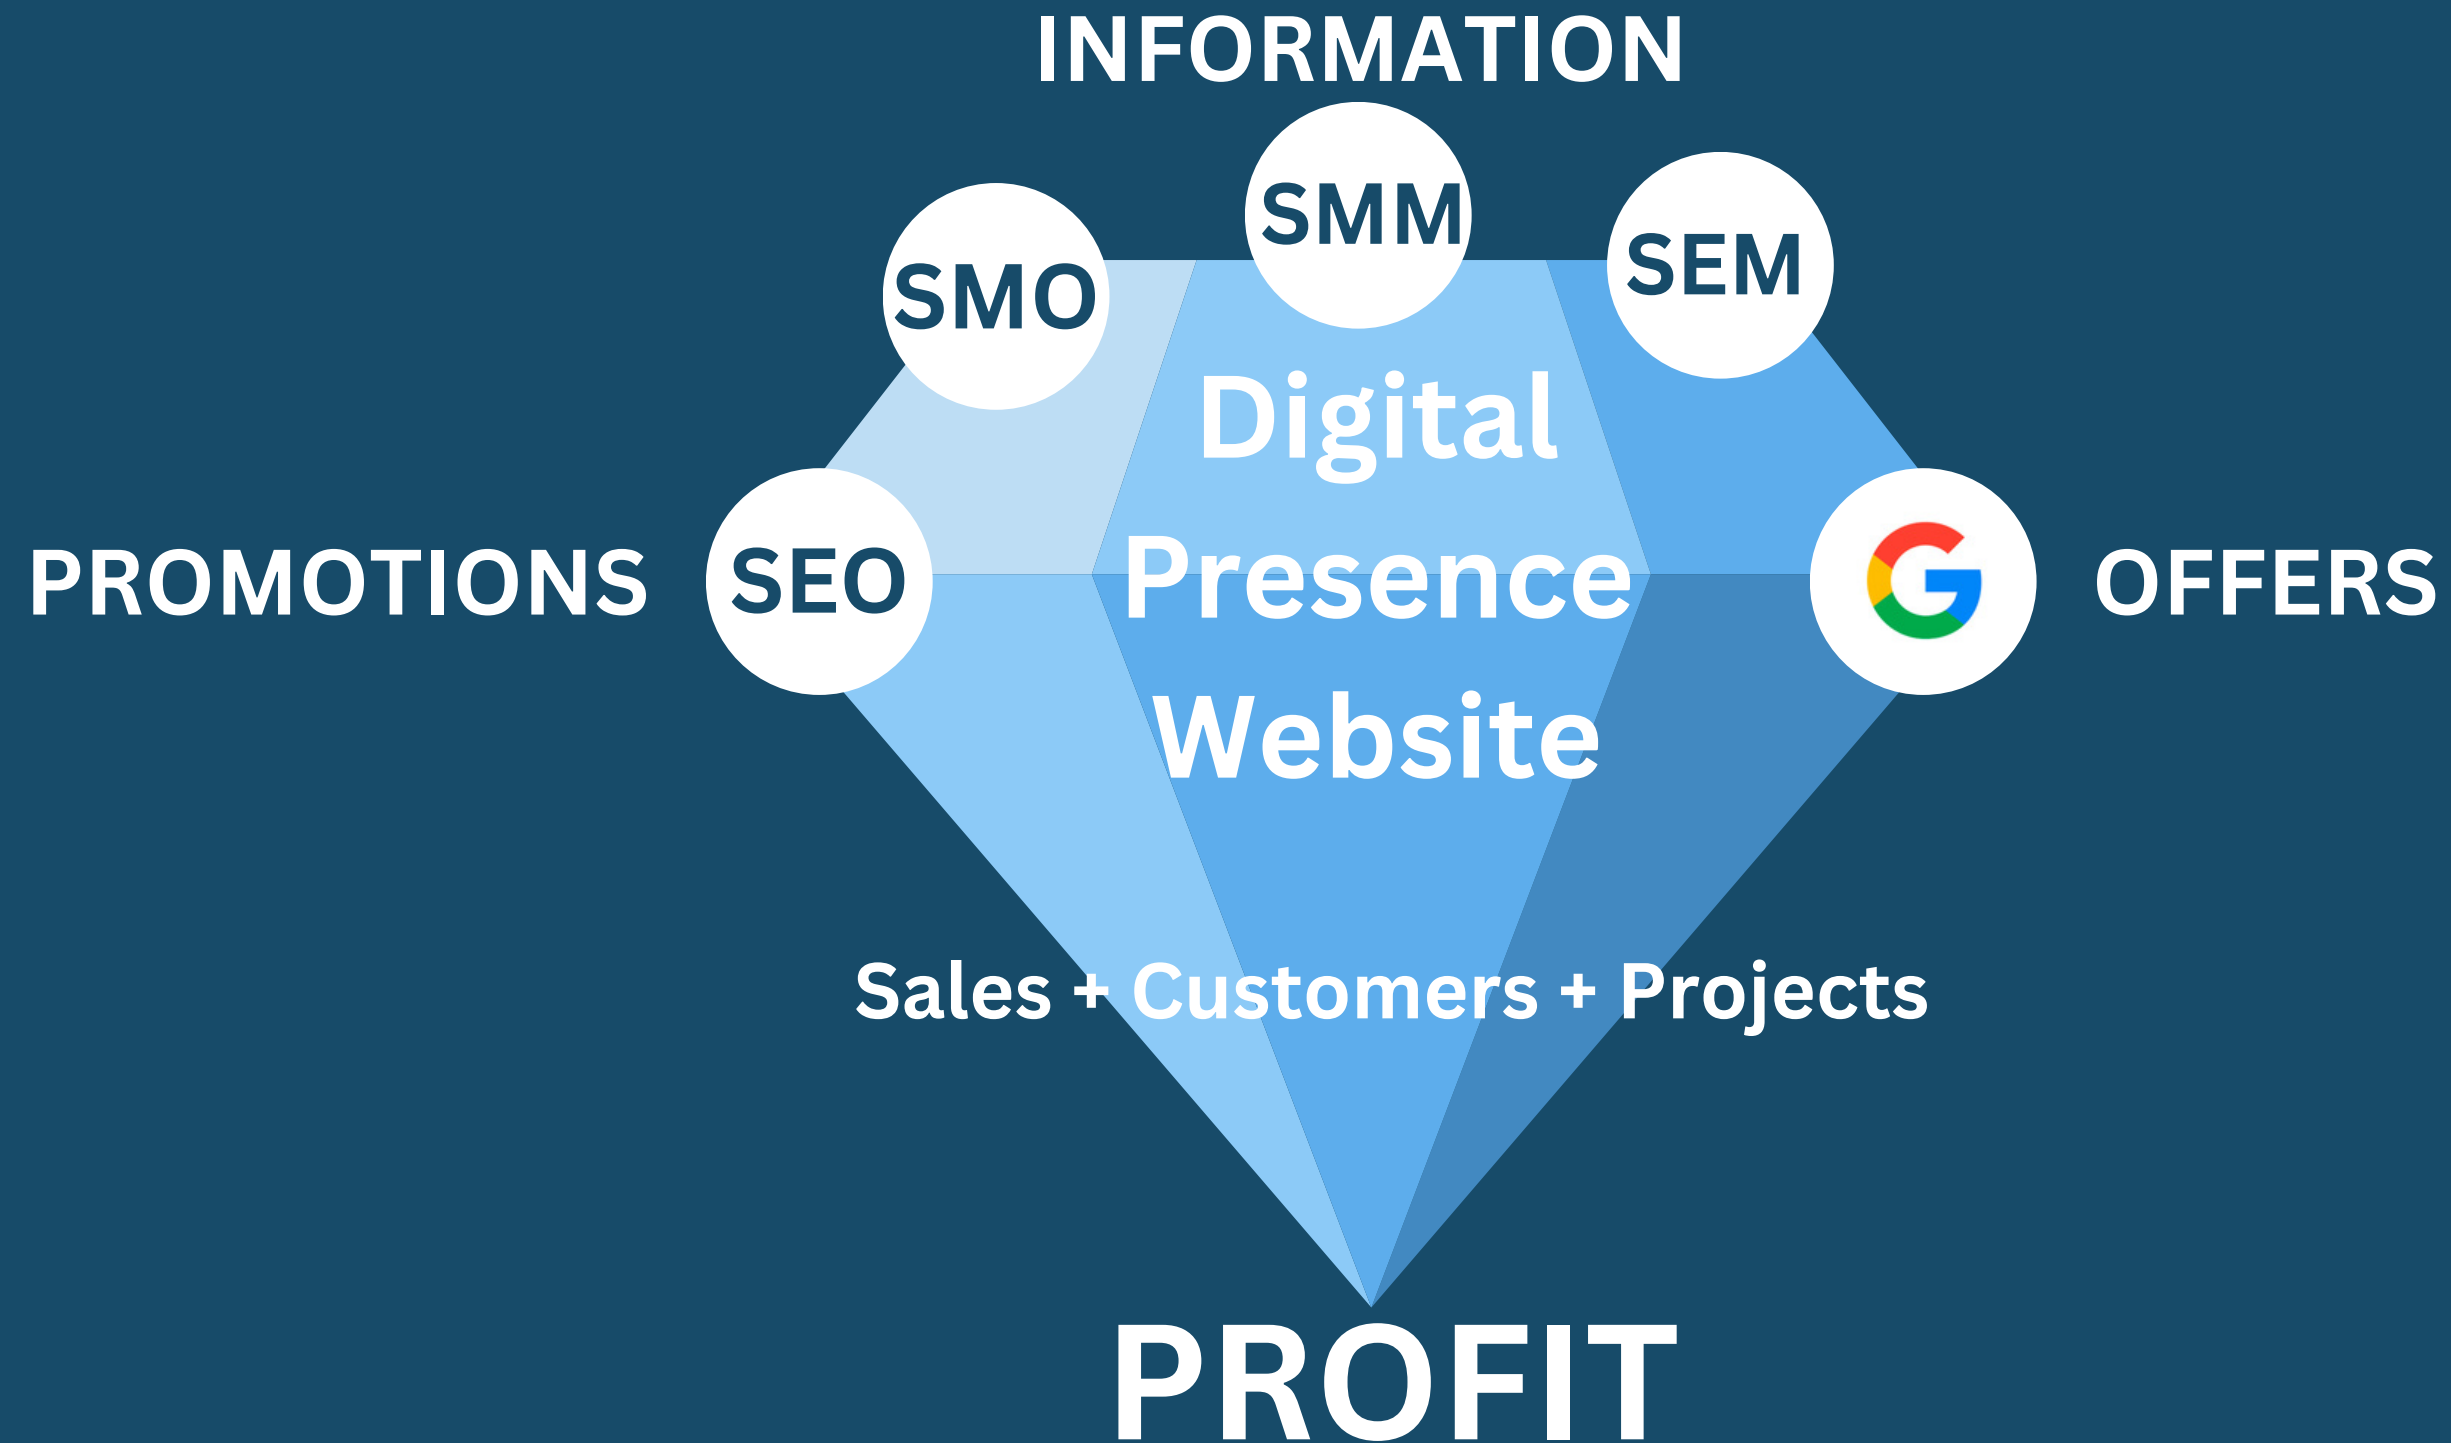 INFORMATION
SMO
SMM
SEM
Digital
Presence
Website
PROMOTIONS
SEO
G
OFFERS
Sales + Customers + Projects
PROFIT